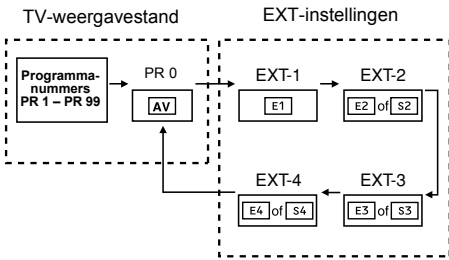 TV-weergavestand
EXT-instellingen
Programma-
nummers
PR 1 – PR 99
PR 0
AV
EXT-1
E1
EXT-2
E2 of S2
EXT-4
E4 of S4
EXT-3
E3 of S3